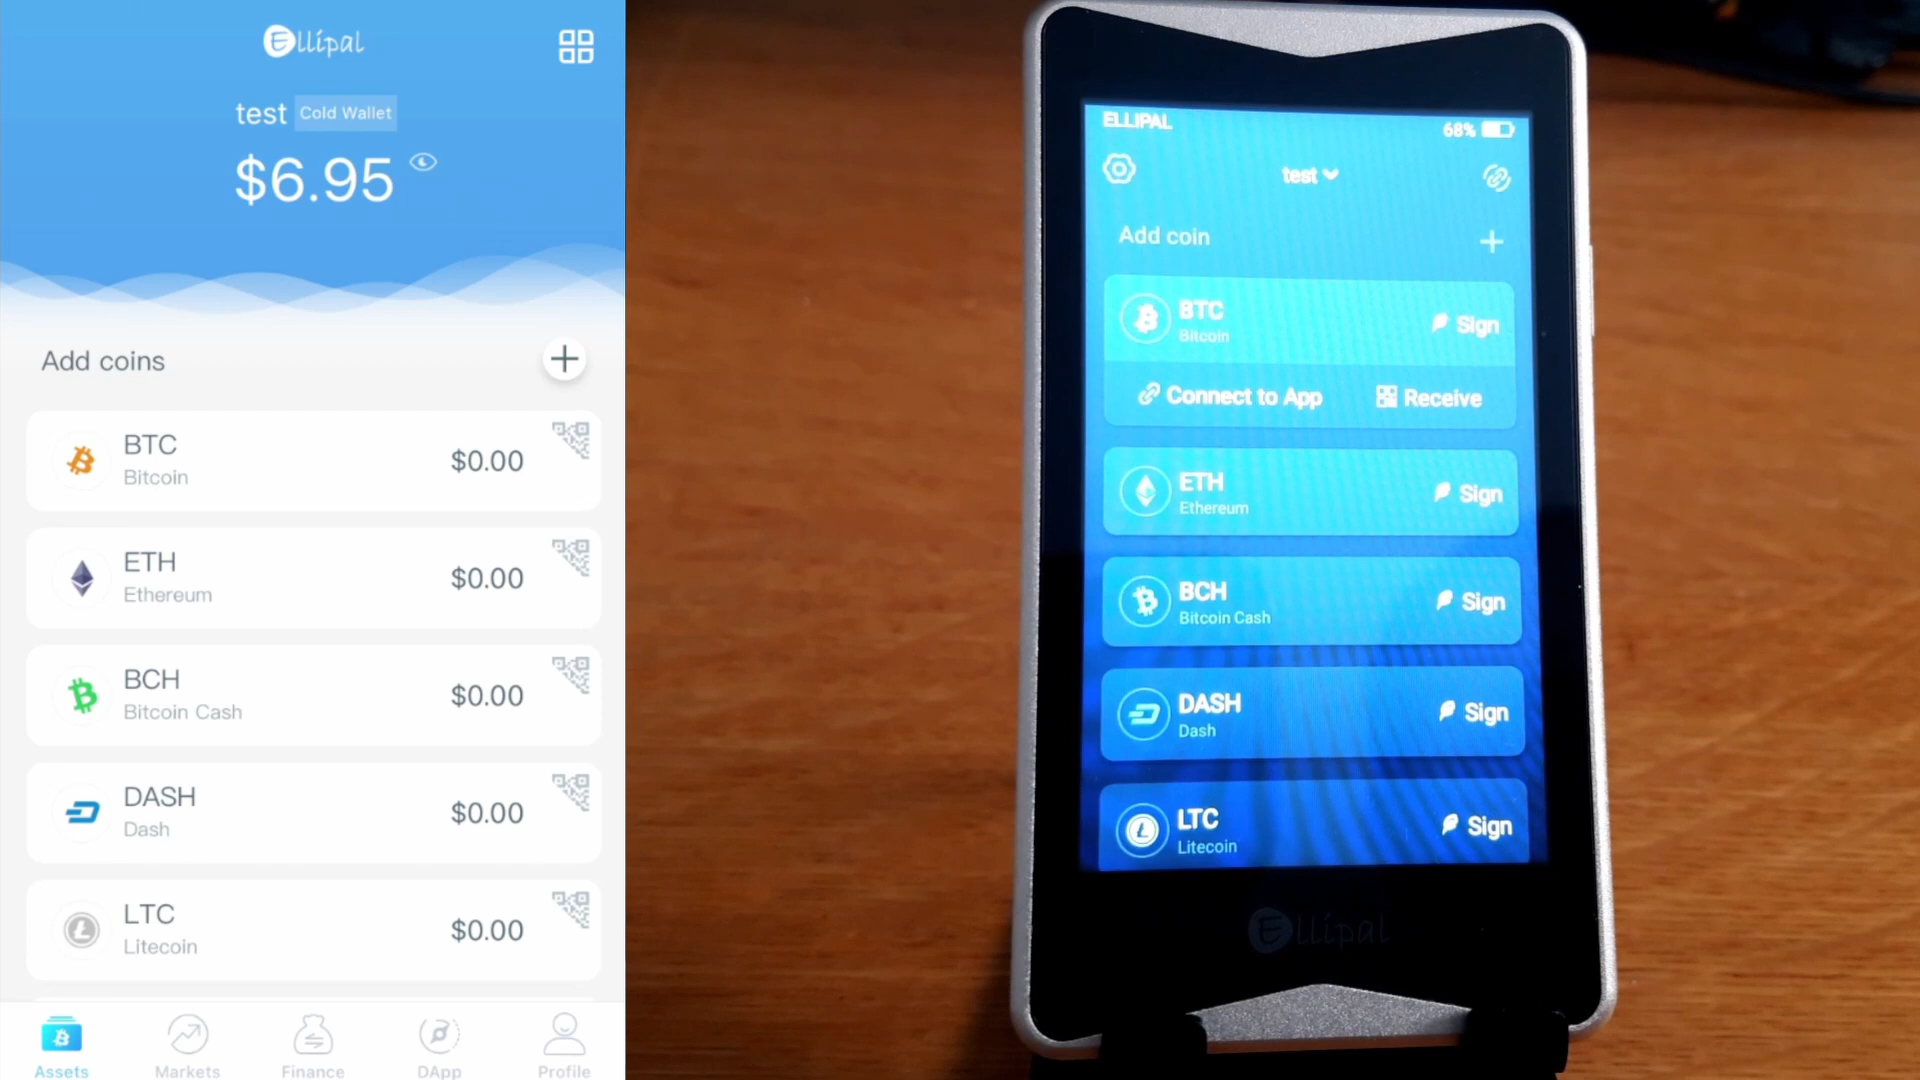 Ellipal
test Cold Wallet
$6.95
Add coins
BTC
Bitcoin
$0.00
ETH
Ethereum
$0.00
BCH
Bitcoin Cash
$0.00
DASH
Dash
$0.00
LTC
Litecoin
$0.00
Assets
Markets
Finance
DApp
Profile
ELLIPAL
68%
test
Add coin
BTC
Bitcoin
Sign
Connect to App
Receive
ETH
Ethereum
Sign
BCH
Bitcoin Cash
Sign
DASH
Dash
Sign
LTC
Litecoin
Sign
Ellipal